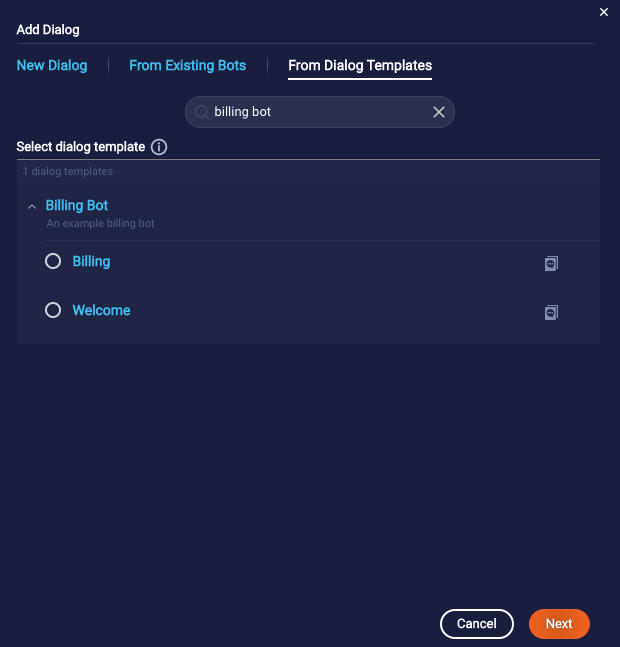 Add Dialog
New Dialog
From Existing Bots
From Dialog Templates
billing bot
Select dialog template
1 dialog templates
Billing Bot
An example billing bot
Billing
Welcome
Cancel
Next